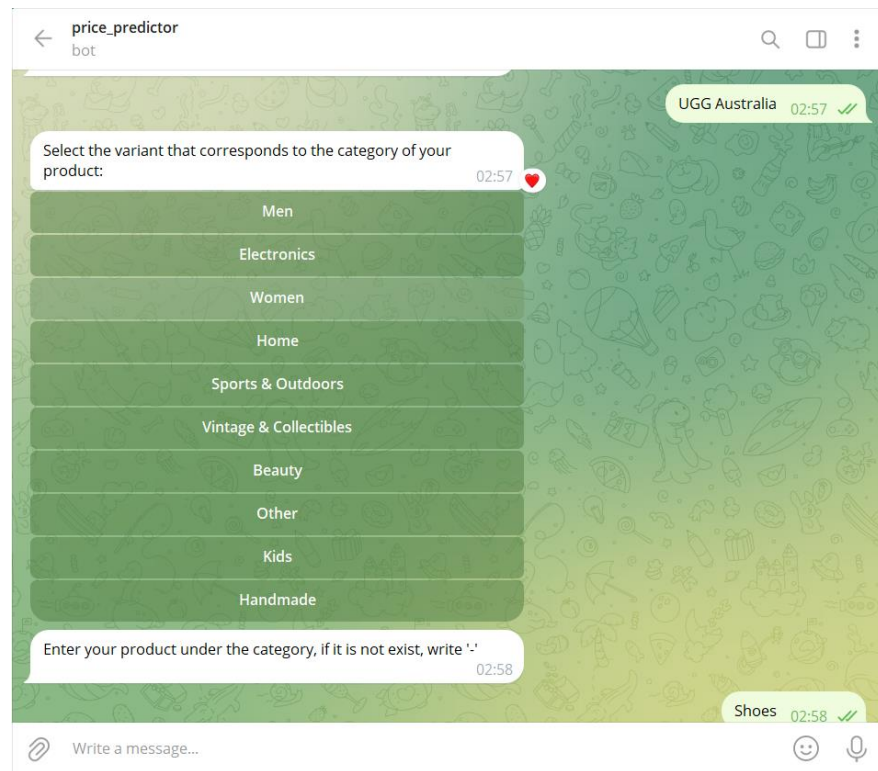 price_predictor
bot
UGG Australia 02:57
Select the variant that corresponds to the category of your
product: 02:57
Men
Electronics
Women
Home
Sports & Outdoors
Vintage & Collectibles
Beauty
Other
Kids
Handmade
Enter your product under the category, if it is not exist, write '-'
02:58
Shoes 02:58
Write a message...